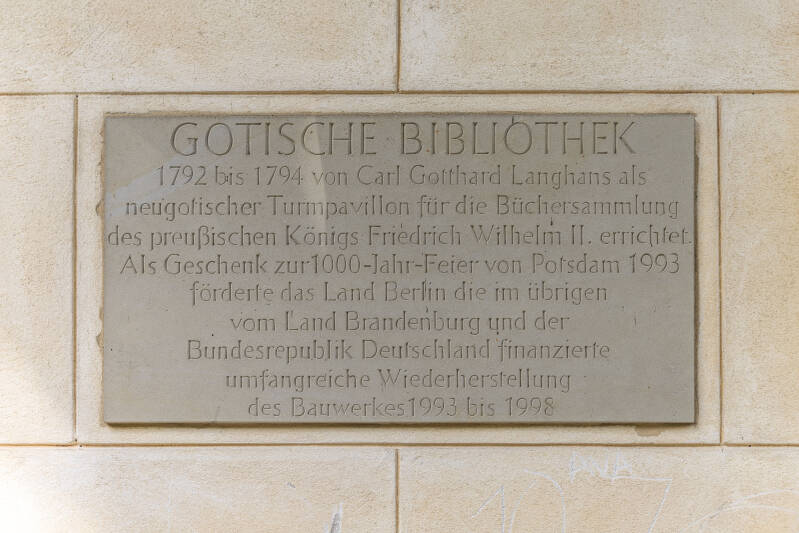 GOTISCHE BIBLIOTHEK
1792 bis 1794 von Carl Gotthard Langhans als
neugotischer Turmpavillon für die Büchersammlung
des preußischen Königs Friedrich Wilhelm II. errichtet.
Als Geschenk zur 1000-Jahr-Feier von Potsdam 1993
förderte das Land Berlin die im übrigen
vom Land Brandenburg und der
Bundesrepublik Deutschland finanzierte
umfangreiche Wiederherstellung
des Bauwerkes 1993 bis 1998